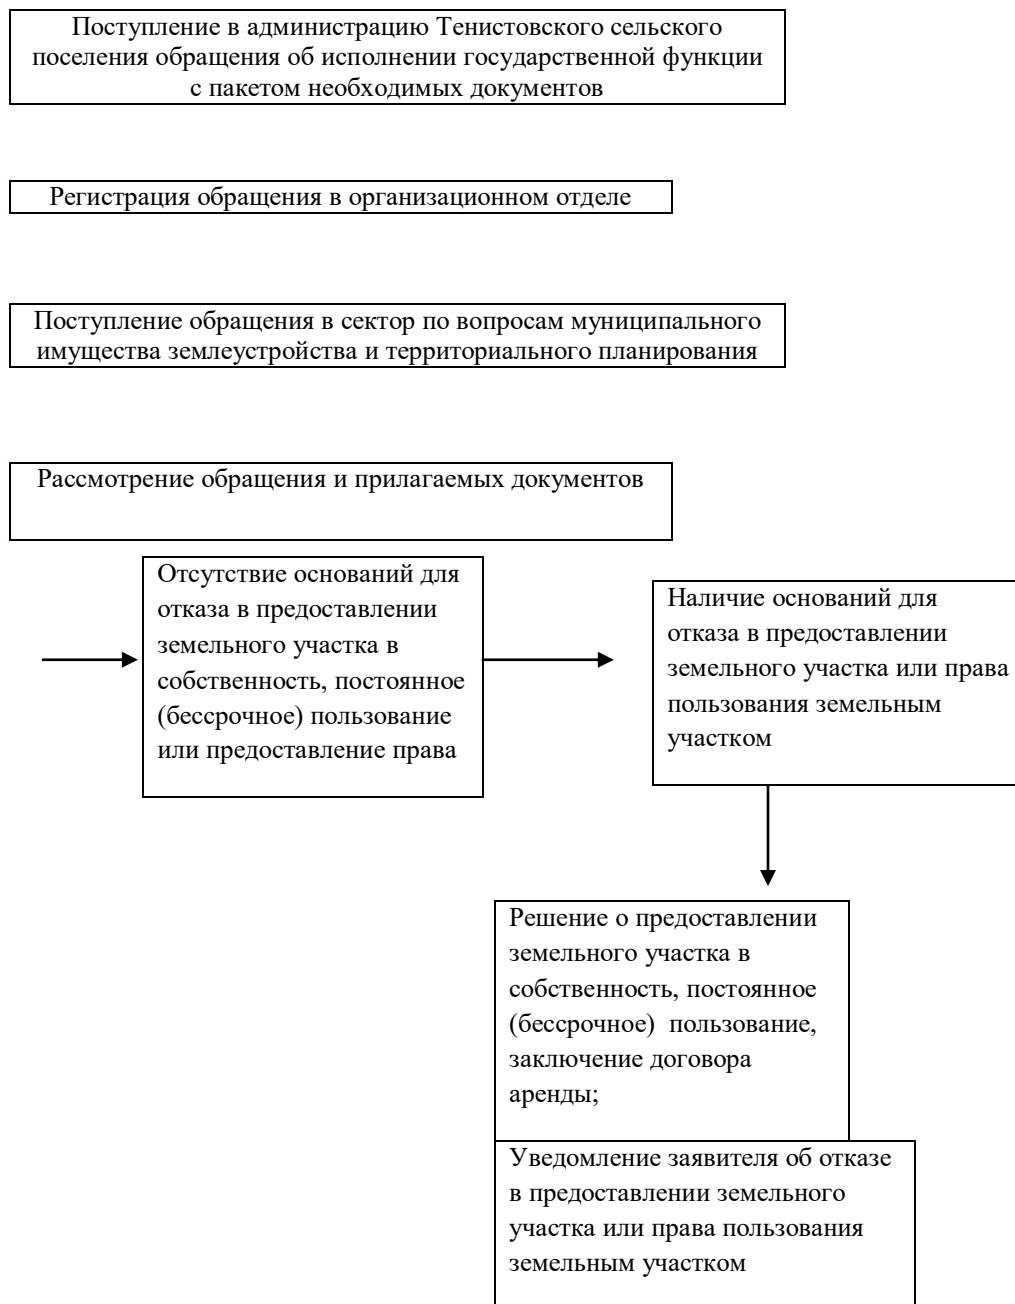 Поступление в администрацию Тенистовского сельского
поселения обращения об исполнении государственной функции
с пакетом необходимых документов
Регистрация обращения в организационном отделе
Поступление обращения в сектор по вопросам муниципального
имущества землеустройства и территориального планирования
Рассмотрение обращения и прилагаемых документов
Отсутствие оснований для
отказа в предоставлении
земельного участка в
собственность, постоянное
(бессрочное) пользование
или предоставление права
Наличие оснований для
отказа в предоставлении
земельного участка или права
пользования земельным
участком
Решение о предоставлении
земельного участка в
собственность, постоянное
(бессрочное)  пользование,
заключение договора
аренды;
Уведомление заявителя об отказе
в предоставлении земельного
участка или права пользования
земельным участком